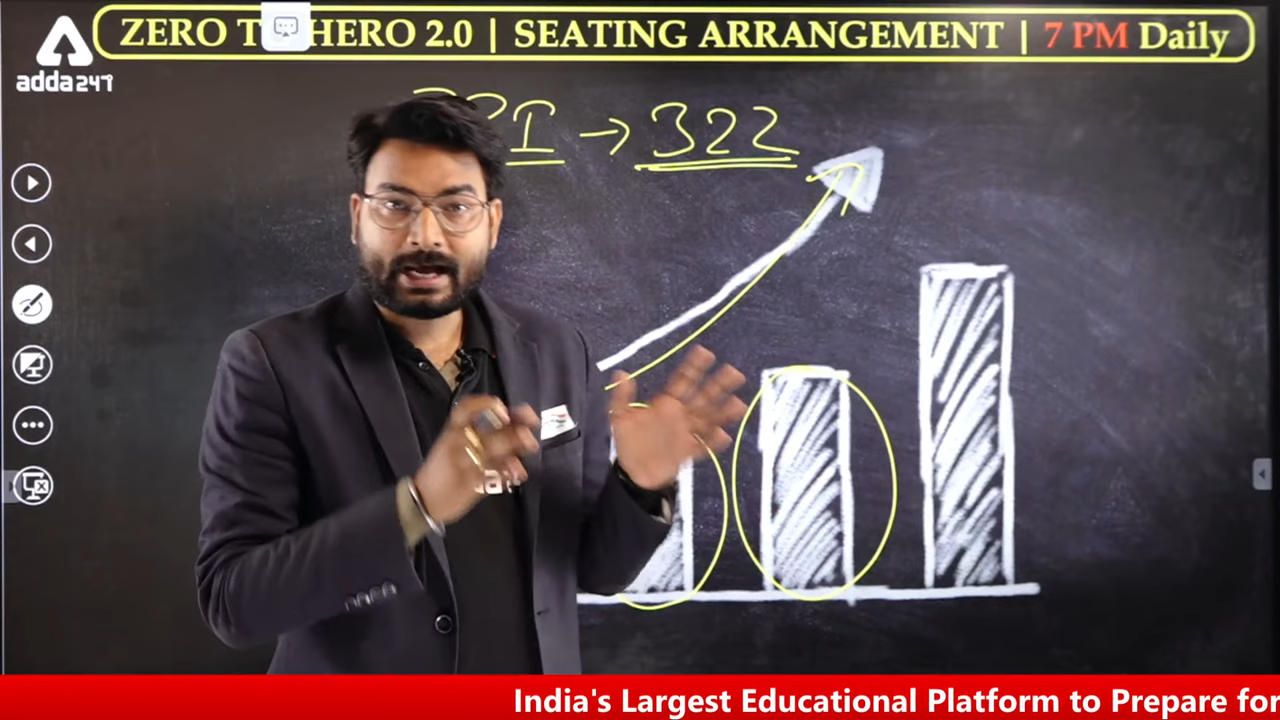 ZERO T HERO 2.0 | SEATING ARRANGEMENT | 7 PM Daily
adda247
I → 322
India's Largest Educational Platform to Prepare for